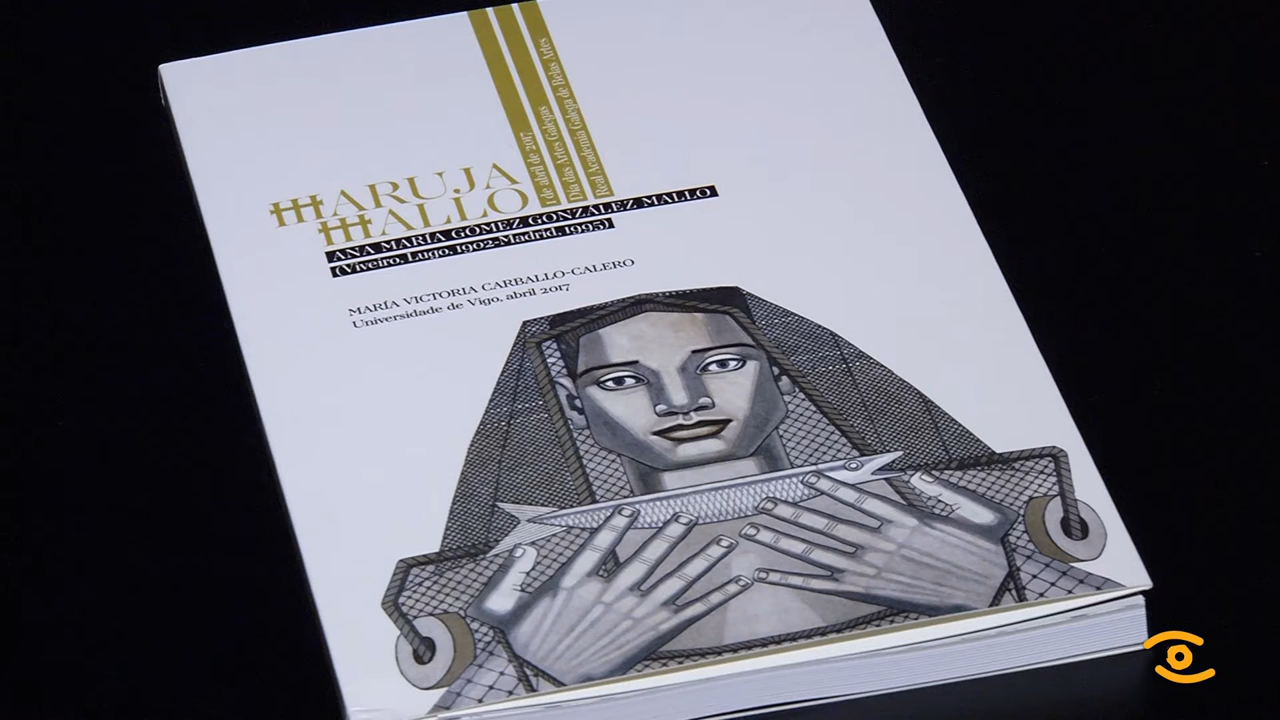 MARUJA
MALLO
1 de abril de 2017
Día das Artes Galegas
Real Academia Galega de Belas Artes
ANA MARÍA GÓMEZ GONZÁLEZ MALLO
(Viveiro, Lugo, 1902-Madrid, 1995)
MARÍA VICTORIA CARBALLO-CALERO
Universidade de Vigo, abril 2017